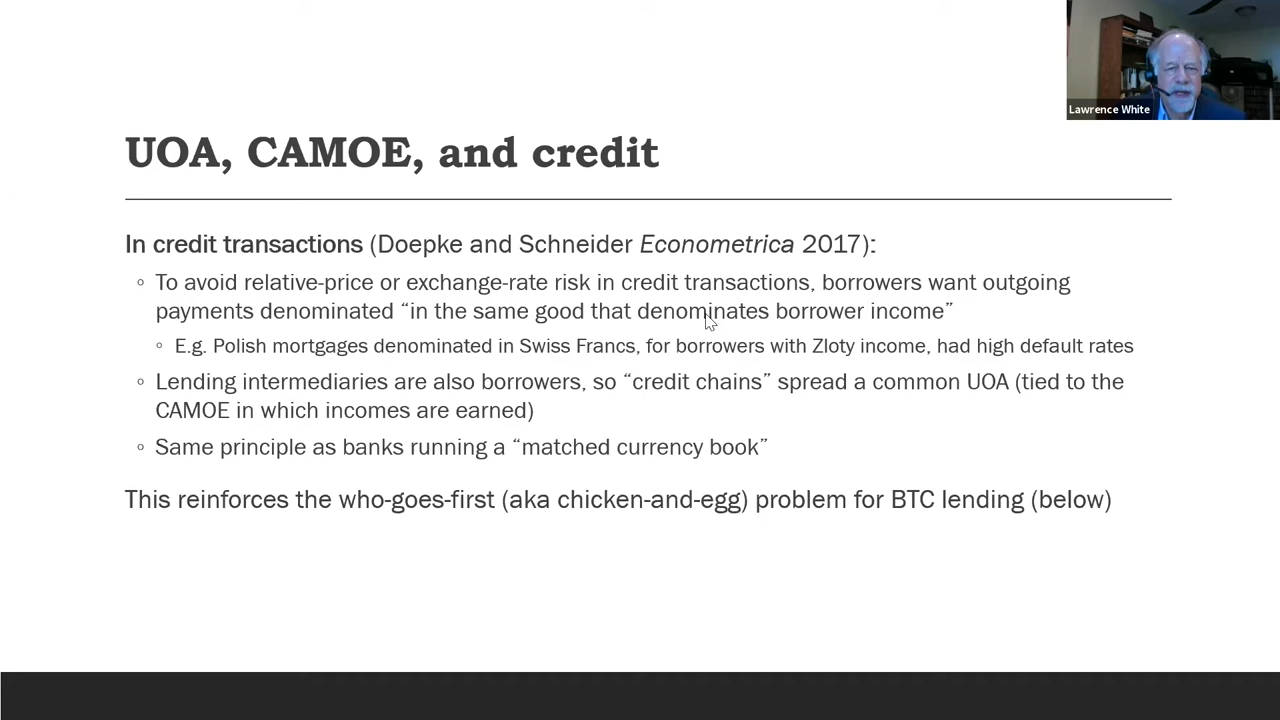 Lawrence White
UOA, CAMOE, and credit
In credit transactions (Doepke and Schneider Econometrica 2017):
◦ To avoid relative-price or exchange-rate risk in credit transactions, borrowers want outgoing
payments denominated “in the same good that denominates borrower income”
◦ E.g. Polish mortgages denominated in Swiss Francs, for borrowers with Zloty income, had high default rates
◦ Lending intermediaries are also borrowers, so “credit chains” spread a common UOA (tied to the
CAMOE in which incomes are earned)
◦ Same principle as banks running a “matched currency book”
This reinforces the who-goes-first (aka chicken-and-egg) problem for BTC lending (below)